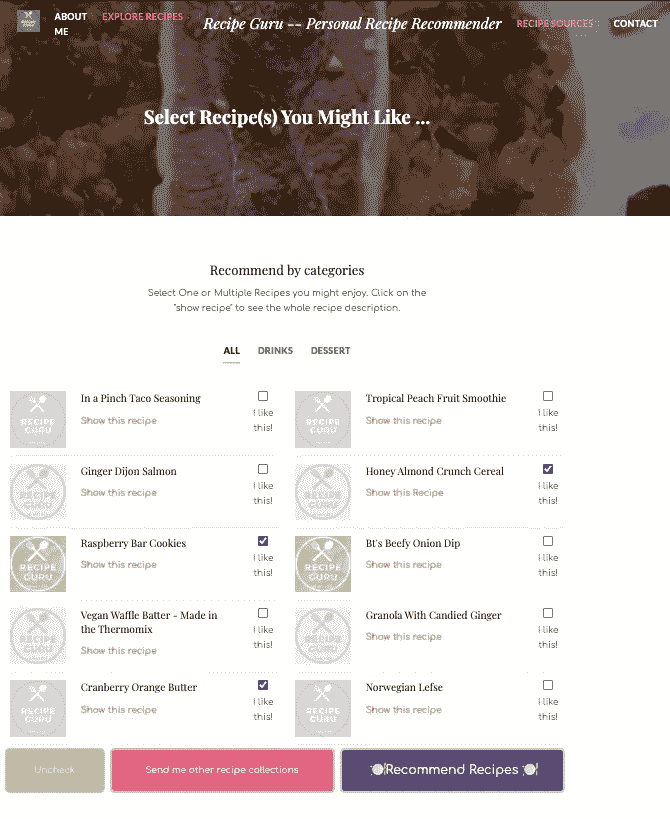 ABOUT ME
EXPLORE RECIPES
Recipe Guru -- Personal Recipe Recommender
RECIPE SOURCES
CONTACT
Select Recipe(s) You Might Like ...
Recommend by categories
Select One or Multiple Recipes you might enjoy. Click on the
"show recipe" to see the whole recipe description.
ALL
DRINKS
DESSERT
RECIPE
GURU
In a Pinch Taco Seasoning
Show this recipe
I like
this!
RECIPE
GURU
Tropical Peach Fruit Smoothie
Show this recipe
I like
this!
RECIPE
GURU
Ginger Dijon Salmon
Show this recipe
I like
this!
RECIPE
GURU
Honey Almond Crunch Cereal
Show this Recipe
I like
this!
RECIPE
GURU
Raspberry Bar Cookies
Show this recipe
I like
this!
RECIPE
GURU
Bt's Beefy Onion Dip
Show this recipe
I like
this!
RECIPE
GURU
Vegan Waffle Batter - Made in
the Thermomix
Show this recipe
I like
this!
RECIPE
GURU
Granola With Candied Ginger
Show this recipe
I like
this!
RECIPE
GURU
Cranberry Orange Butter
Show this recipe
I like
this!
RECIPE
GURU
Norwegian Lefse
Show this recipe
I like
this!
Uncheck
Send me other recipe collections
🍽Recommend Recipes 🍽